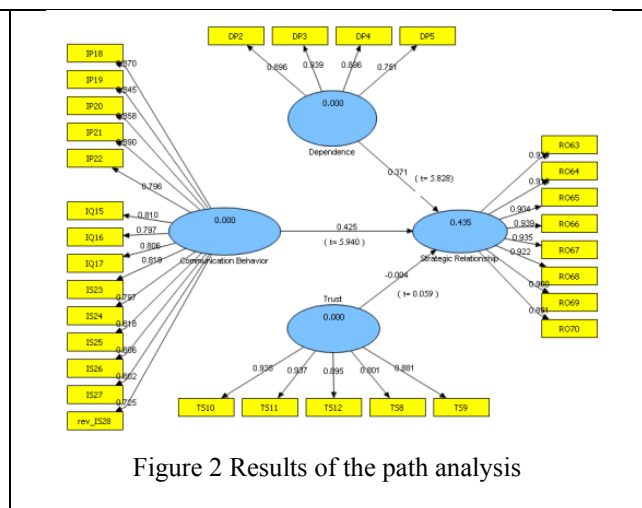 DP2 DP3 DP4 DP5
0.896 0.939 0.896 0.751
0.000
Dependence
0.371 ( t= 5.828)
IP18
IP19
IP20
IP21
IP22
0.796
IQ15
0.810
IQ16
0.797
IQ17
0.806
IS23
0.818
IS24
0.797
IS25
0.818
IS26
IS27
rev_IS28
0.725
0.000
Communication Behavior
0.425
( t= 5.940)
0.435
Strategic Relationship
RO63
RO64
RO65
0.904
RO66
0.939
RO67
0.935
RO68
0.922
RO69
RO70
0.891
-0.004
( t= 0.059)
Trust
0.000
0.937 0.895 0.801 0.881
TS10 TS11 TS12 TS8 TS9
Figure 2 Results of the path analysis